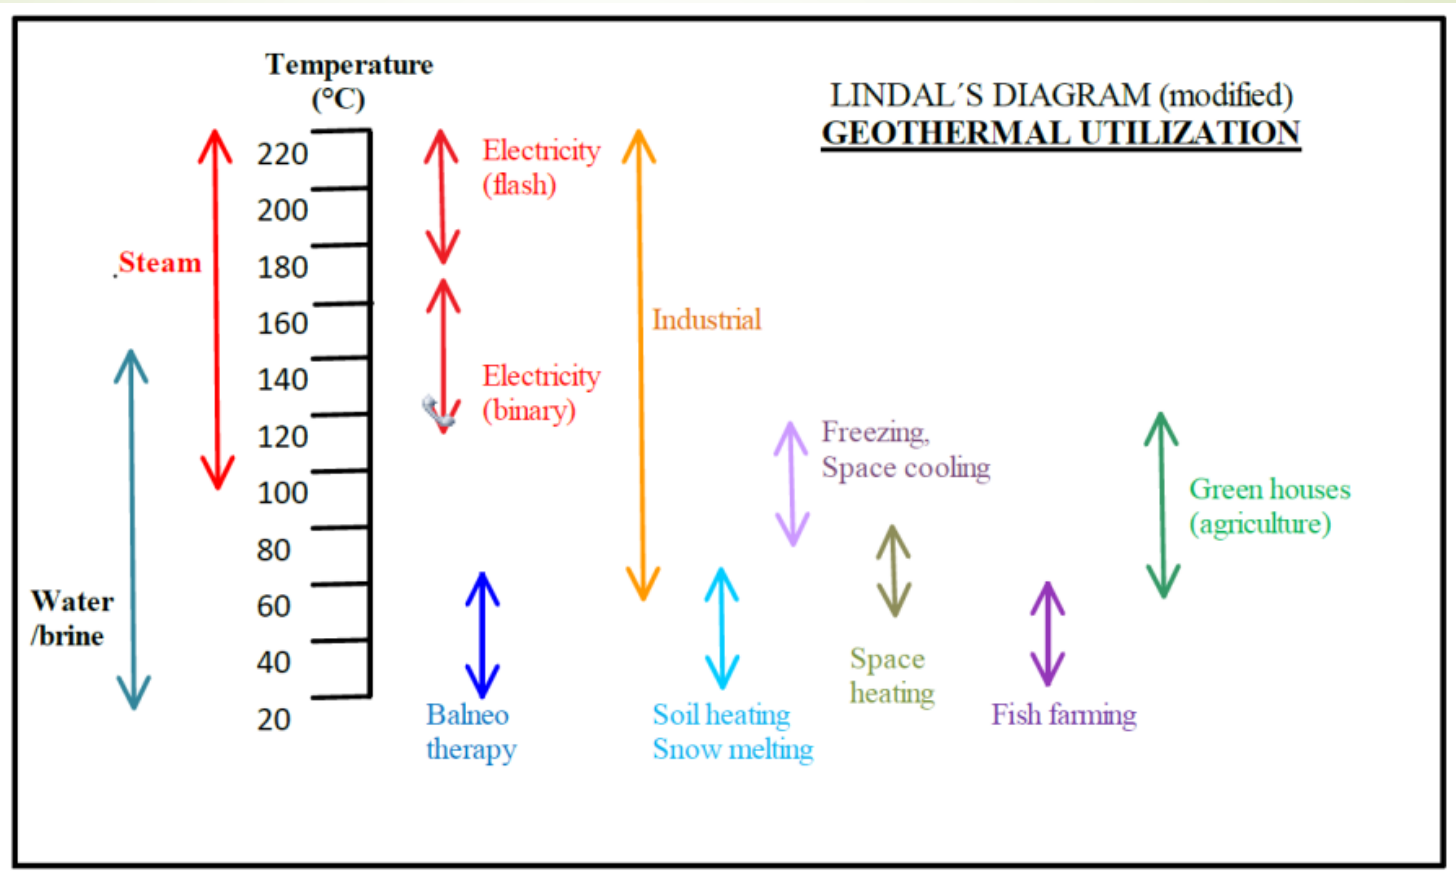 Temperature
(°C)
LINDAL´S DIAGRAM (modified)
GEOTHERMAL UTILIZATION
220
200
180
160
140
120
100
80
60
40
20
.Steam
Water
/brine
Electricity
(flash)
Electricity
(binary)
Industrial
Freezing,
Space cooling
Green houses
(agriculture)
Space
heating
Balneo
therapy
Soil heating
Snow melting
Fish farming